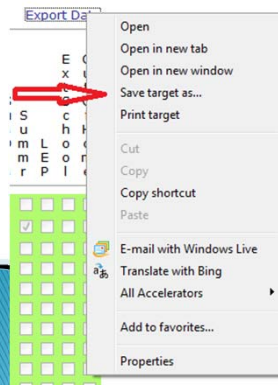 Export
Open
Open in new tab
Open in new window
Save target as...
Print target
Cut
Copy
Copy shortcut
Paste
E-mail with Windows Live
Translate with Bing
All Accelerators
Add to favorites...
Properties